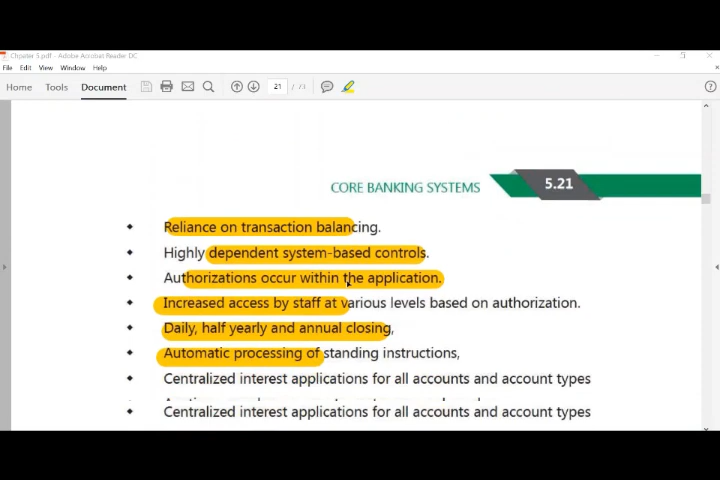 Chpater 5.pdf - Adobe Acrobat Reader DC
File Edit View Window Help
Home Tools Document 21 / 73
CORE BANKING SYSTEMS 5.21
Reliance on transaction balancing.
Highly dependent system-based controls.
Authorizations occur within the application.
Increased access by staff at various levels based on authorization.
Daily, half yearly and annual closing,
Automatic processing of standing instructions,
Centralized interest applications for all accounts and account types
Centralized interest applications for all accounts and account types